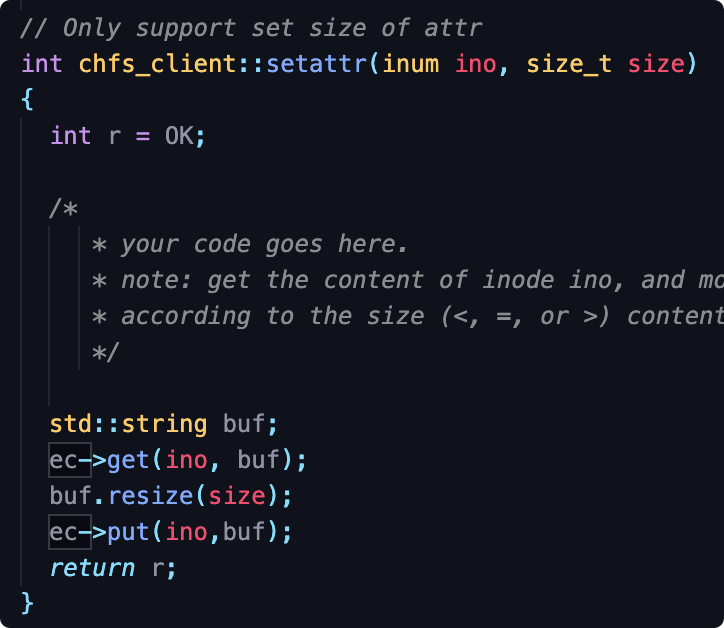 // Only support set size of attr
int chfs_client::setattr(inum ino, size_t size)
{
int r = OK;
/*
* your code goes here.
* note: get the content of inode ino, and mo
* according to the size (<, =, or >) content
*/
std::string buf;
ec->get(ino, buf);
buf.resize(size);
ec->put(ino,buf);
return r;
}